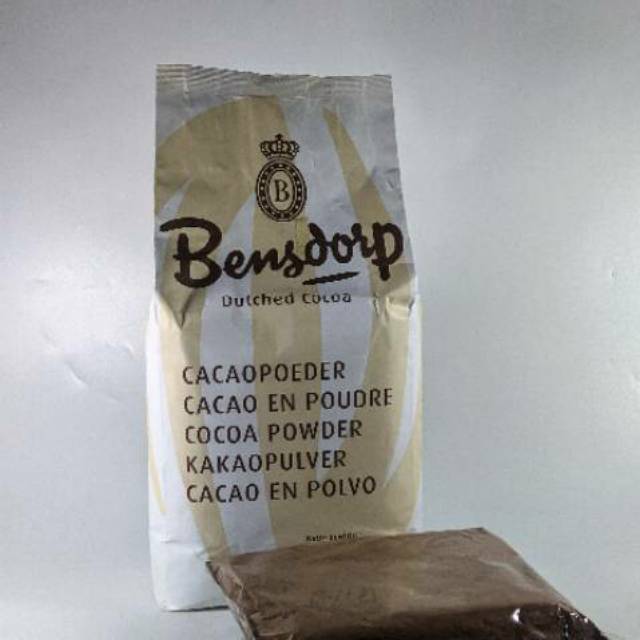 B
Bensdorp
Dutched Cocoa
CACAOPOEDER
CACAO EN POUDRE
COCOA POWDER
KAKAOPULVER
CACAO EN POLVO